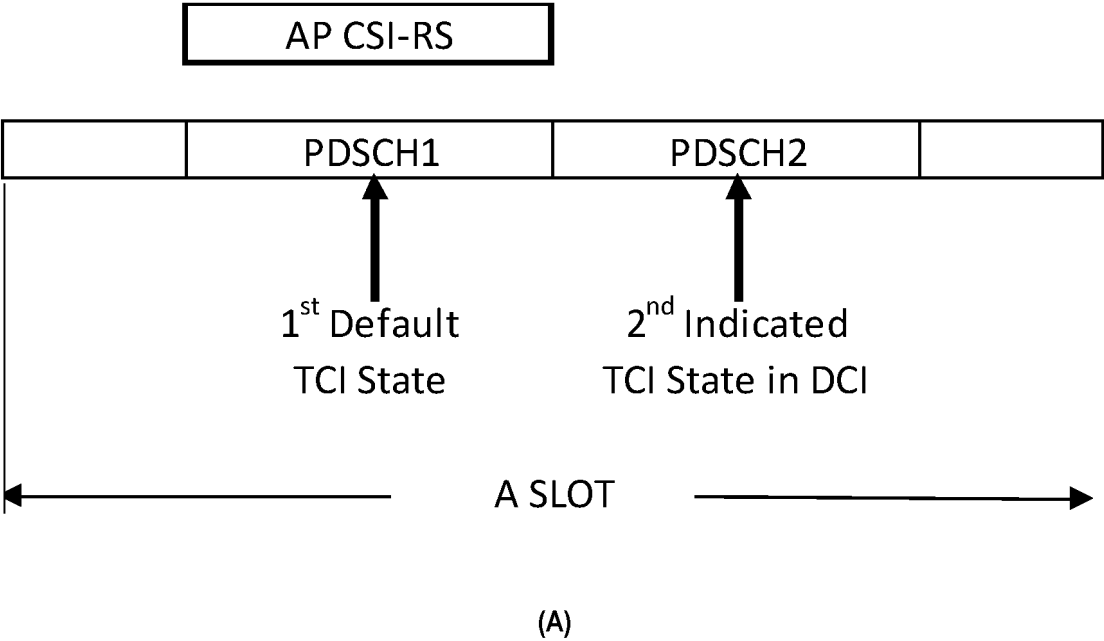 AP CSI-RS
PDSCH1 PDSCH2
1st Default 2nd Indicated
TCI State TCI State in DCI
A SLOT
(A)